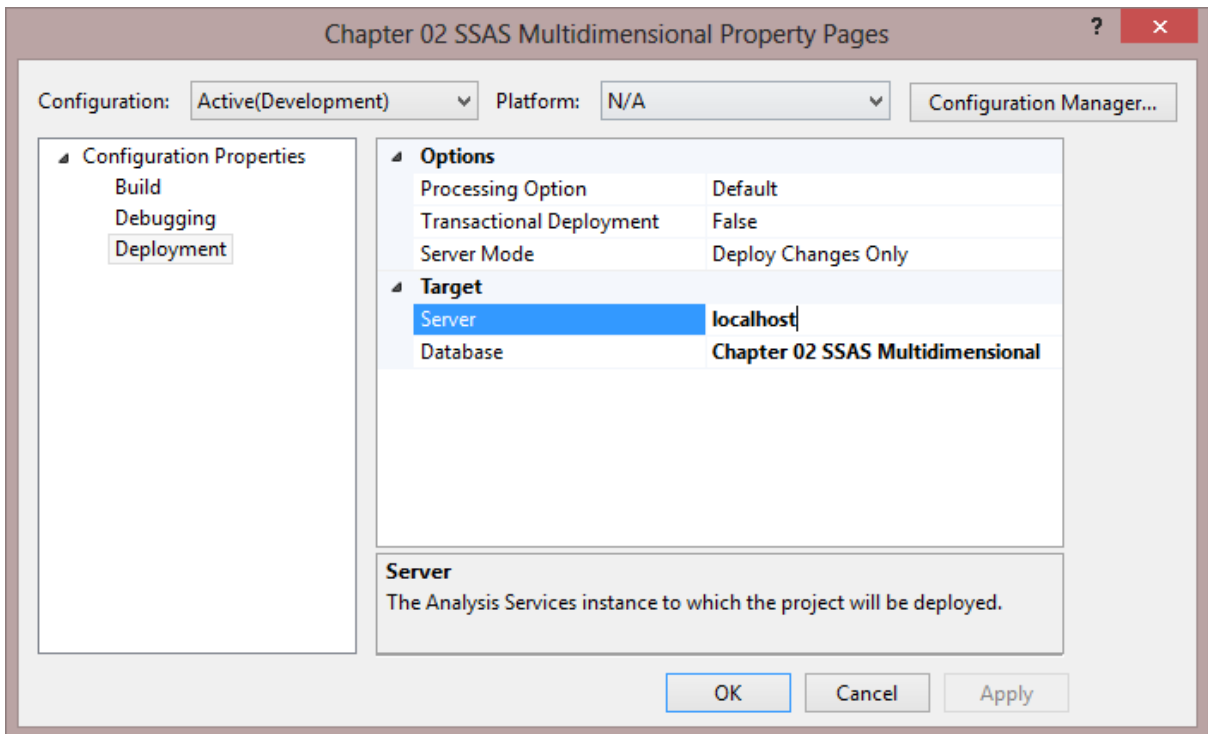 Chapter 02 SSAS Multidimensional Property Pages
?
Configuration: Active(Development) Platform: N/A Configuration Manager...
Configuration Properties
Build
Debugging
Deployment
Options
Processing Option Default
Transactional Deployment False
Server Mode Deploy Changes Only
Target
Server localhost
Database Chapter 02 SSAS Multidimensional
Server
The Analysis Services instance to which the project will be deployed.
OK Cancel Apply